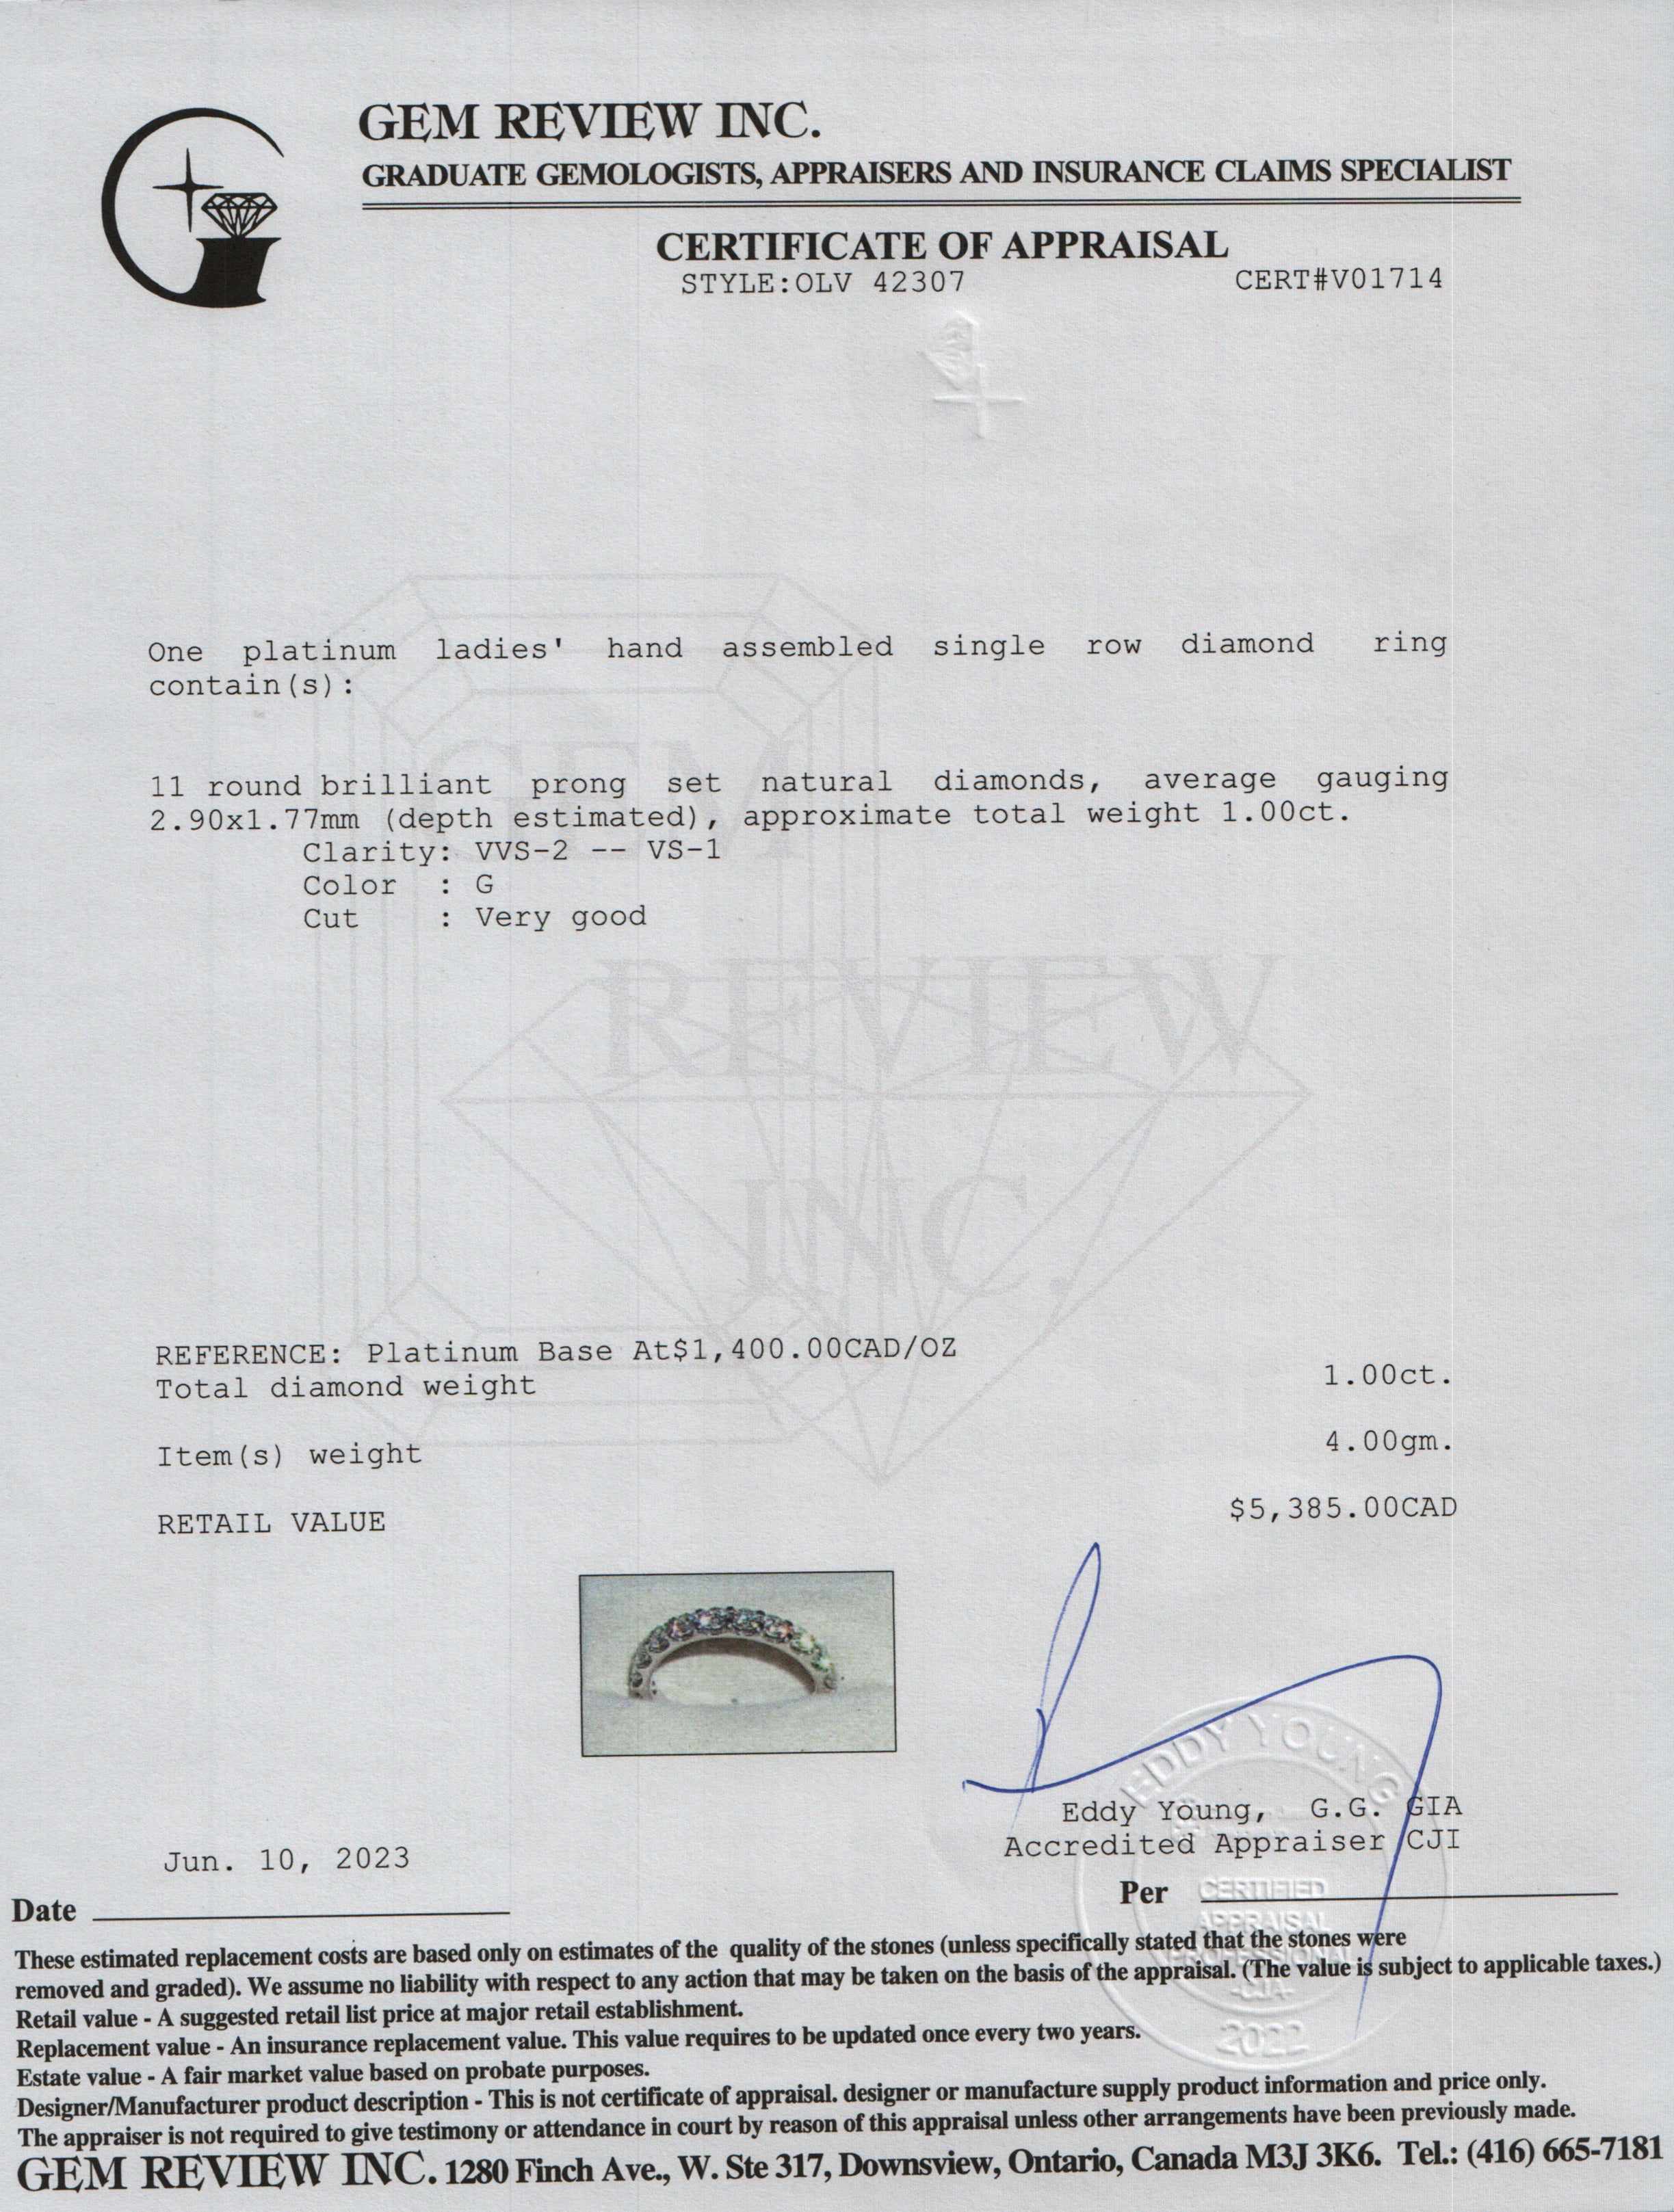 GEM REVIEW INC.
GRADUATE GEMOLOGISTS, APPRAISERS AND INSURANCE CLAIMS SPECIALIST
CERTIFICATE OF APPRAISAL
STYLE:OLV 42307 CERT#V01714
One platinum ladies' hand assembled single row diamond ring
contain(s):
11 round brilliant prong set natural diamonds, average gauging
2.90x1.77mm (depth estimated), approximate total weight 1.00ct.
Clarity: VVS-2 -- VS-1
Color : G
Cut : Very good
GEM
REVIEW
INC.
REFERENCE: Platinum Base At$1,400.00CAD/OZ
Total diamond weight 1.00ct.
Item(s) weight 4.00gm.
RETAIL VALUE $5,385.00CAD
EDDY YOUNG
Eddy Young, G.G. GIA
Accredited Appraiser CJI
Jun. 10, 2023
Date
Per
CERTIFIED
APPRAISAL
PROFESSIONAL
-CJA-
2022
These estimated replacement costs are based only on estimates of the quality of the stones (unless specifically stated that the stones were
removed and graded). We assume no liability with respect to any action that may be taken on the basis of the appraisal. (The value is subject to applicable taxes.)
Retail value - A suggested retail list price at major retail establishment.
Replacement value - An insurance replacement value. This value requires to be updated once every two years.
Estate value - A fair market value based on probate purposes.
Designer/Manufacturer product description - This is not certificate of appraisal. designer or manufacture supply product information and price only.
The appraiser is not required to give testimony or attendance in court by reason of this appraisal unless other arrangements have been previously made.
GEM REVIEW INC. 1280 Finch Ave., W. Ste 317, Downsview, Ontario, Canada M3J 3K6. Tel.: (416) 665-7181